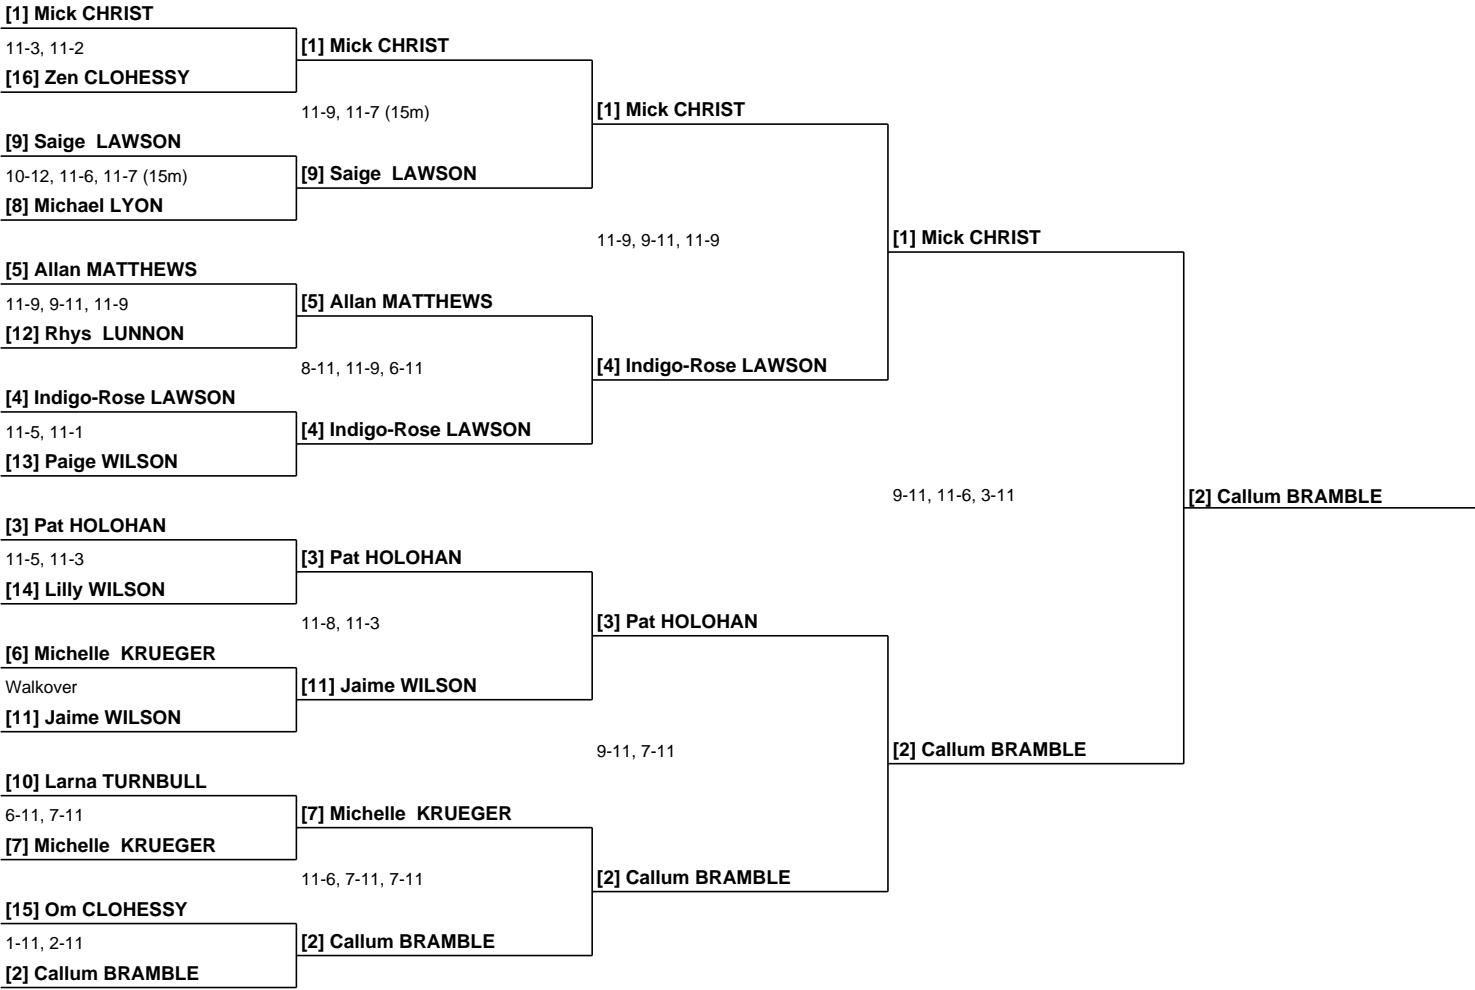 [1] Mick CHRIST
11-3, 11-2
[16] Zen CLOHESSY
[9] Saige  LAWSON
10-12, 11-6, 11-7 (15m)
[8] Michael LYON
[5] Allan MATTHEWS
11-9, 9-11, 11-9
[12] Rhys  LUNNON
[4] Indigo-Rose LAWSON
11-5, 11-1
[13] Paige WILSON
[3] Pat HOLOHAN
11-5, 11-3
[14] Lilly WILSON
[6] Michelle  KRUEGER
Walkover
[11] Jaime WILSON
[10] Larna TURNBULL
6-11, 7-11
[7] Michelle  KRUEGER
[15] Om CLOHESSY
1-11, 2-11
[2] Callum BRAMBLE
[1] Mick CHRIST
11-9, 11-7 (15m)
[9] Saige  LAWSON
[5] Allan MATTHEWS
8-11, 11-9, 6-11
[4] Indigo-Rose LAWSON
[3] Pat HOLOHAN
11-8, 11-3
[11] Jaime WILSON
[7] Michelle  KRUEGER
11-6, 7-11, 7-11
[2] Callum BRAMBLE
[1] Mick CHRIST
11-9, 9-11, 11-9
[4] Indigo-Rose LAWSON
[3] Pat HOLOHAN
9-11, 7-11
[2] Callum BRAMBLE
[1] Mick CHRIST
9-11, 11-6, 3-11
[2] Callum BRAMBLE
[2] Callum BRAMBLE